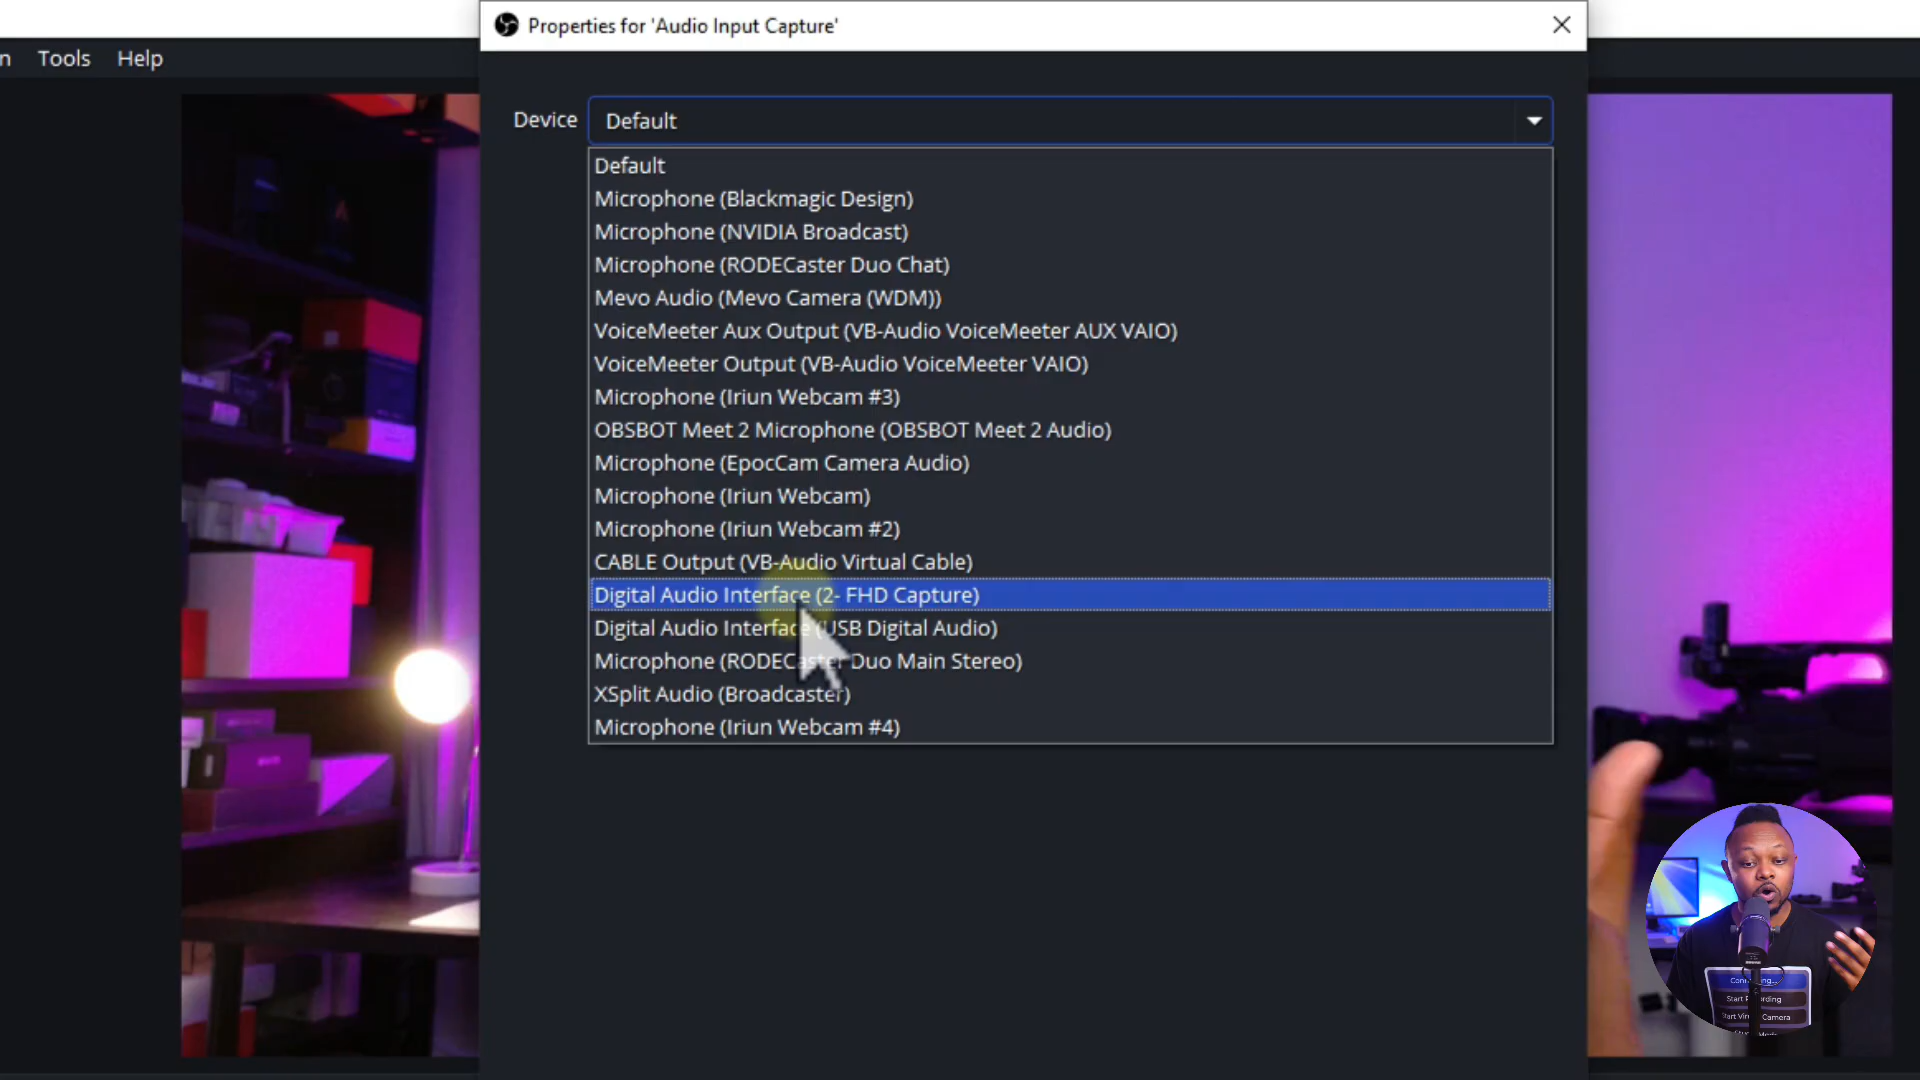 Properties for 'Audio Input Capture'
n Tools Help
Device Default
Default
Microphone (Blackmagic Design)
Microphone (NVIDIA Broadcast)
Microphone (RODECaster Duo Chat)
Mevo Audio (Mevo Camera (WDM))
VoiceMeeter Aux Output (VB-Audio VoiceMeeter AUX VAIO)
VoiceMeeter Output (VB-Audio VoiceMeeter VAIO)
Microphone (Iriun Webcam #3)
OBSBOT Meet 2 Microphone (OBSBOT Meet 2 Audio)
Microphone (EpocCam Camera Audio)
Microphone (Iriun Webcam)
Microphone (Iriun Webcam #2)
CABLE Output (VB-Audio Virtual Cable)
Digital Audio Interface (2- FHD Capture)
Digital Audio Interface (USB Digital Audio)
Microphone (RODECaster Duo Main Stereo)
XSplit Audio (Broadcaster)
Microphone (Iriun Webcam #4)
Start Recording
Start Virtual Camera